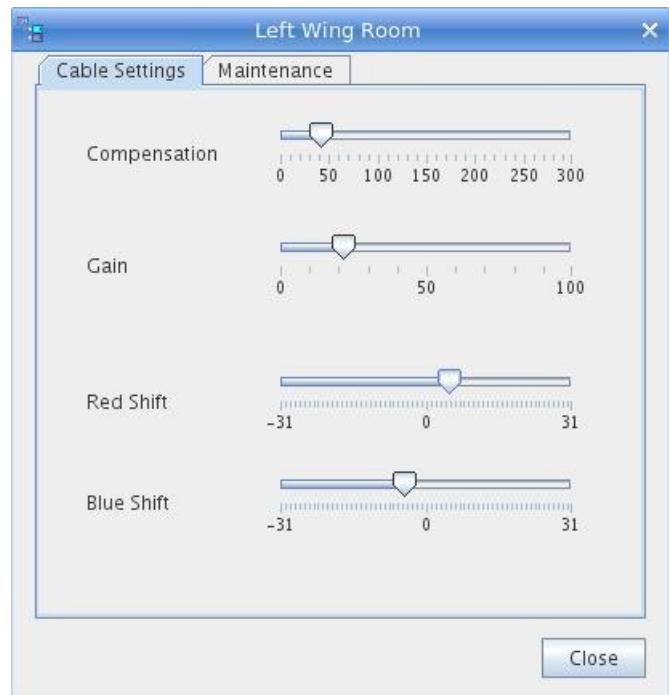 Left Wing Room
Cable Settings Maintenance
Compensation
0 50 100 150 200 250 300
Gain
0 50 100
Red Shift
-31 0 31
Blue Shift
-31 0 31
Close